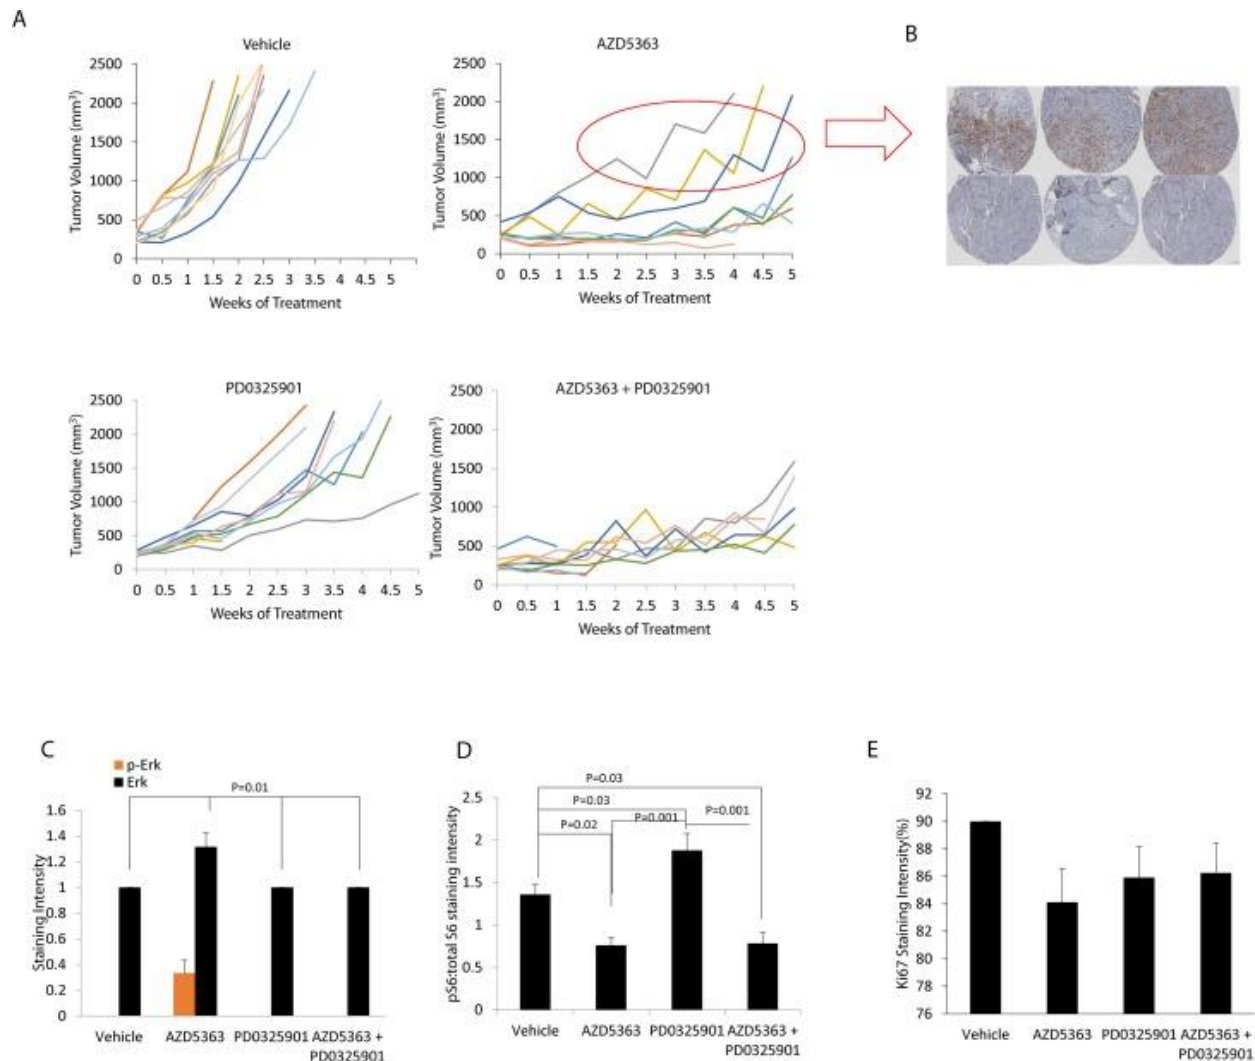 A
B
Vehicle
AZD5363
Tumor Volume (mm3)
2500
2000
1500
1000
500
0
0 0.5 1 1.5 2 2.5 3 3.5 4 4.5 5
Weeks of Treatment
Tumor Volume (mm3)
2500
2000
1500
1000
500
0
0 0.5 1 1.5 2 2.5 3 3.5 4 4.5 5
Weeks of Treatment
PD0325901
AZD5363 + PD0325901
Tumor Volume (mm3)
2500
2000
1500
1000
500
0
0 0.5 1 1.5 2 2.5 3 3.5 4 4.5 5
Weeks of Treatment
Tumor Volume (mm3)
2500
2000
1500
1000
500
0
0 0.5 1 1.5 2 2.5 3 3.5 4 4.5 5
Weeks of Treatment
C
p-Erk
Erk
P=0.01
Staining Intensity
1.6
1.4
1.2
1
0.8
0.6
0.4
0.2
0
Vehicle AZD5363 PD0325901 AZD5363 +
PD0325901
D
P=0.03
P=0.03
P=0.001
P=0.02
P=0.001
pS6:total S6 staining intensity
2.5
2
1.5
1
0.5
0
Vehicle AZD5363 PD0325901 AZD5363 +
PD0325901
E
Ki67 Staining Intensity(%)
92
90
88
86
84
82
80
78
76
Vehicle AZD5363 PD0325901 AZD5363 +
PD0325901